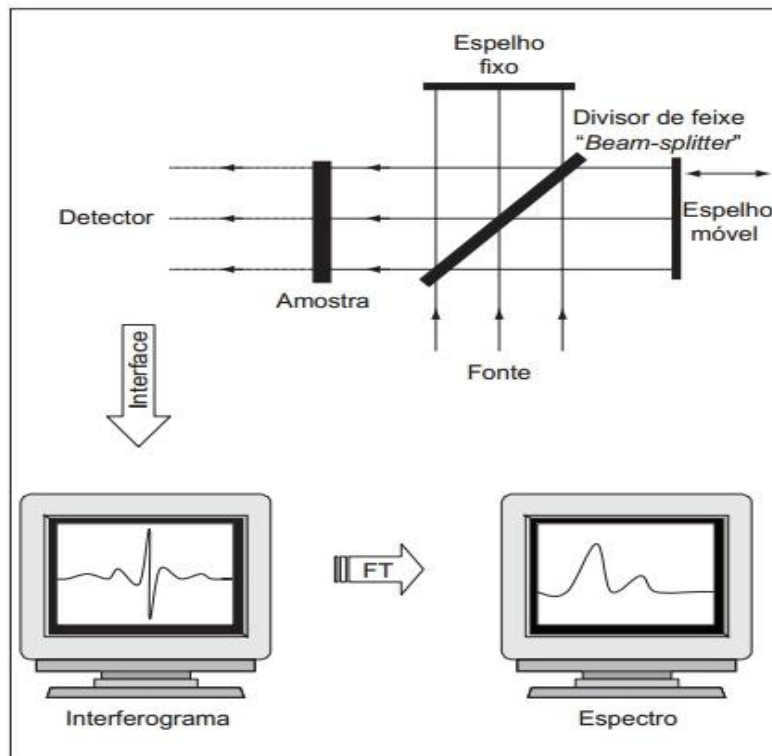 Espelho
fixo
Divisor de feixe
“Beam-splitter”
Espelho
móvel
Detector
Amostra
Fonte
Interface
FT
Interferograma
Espectro